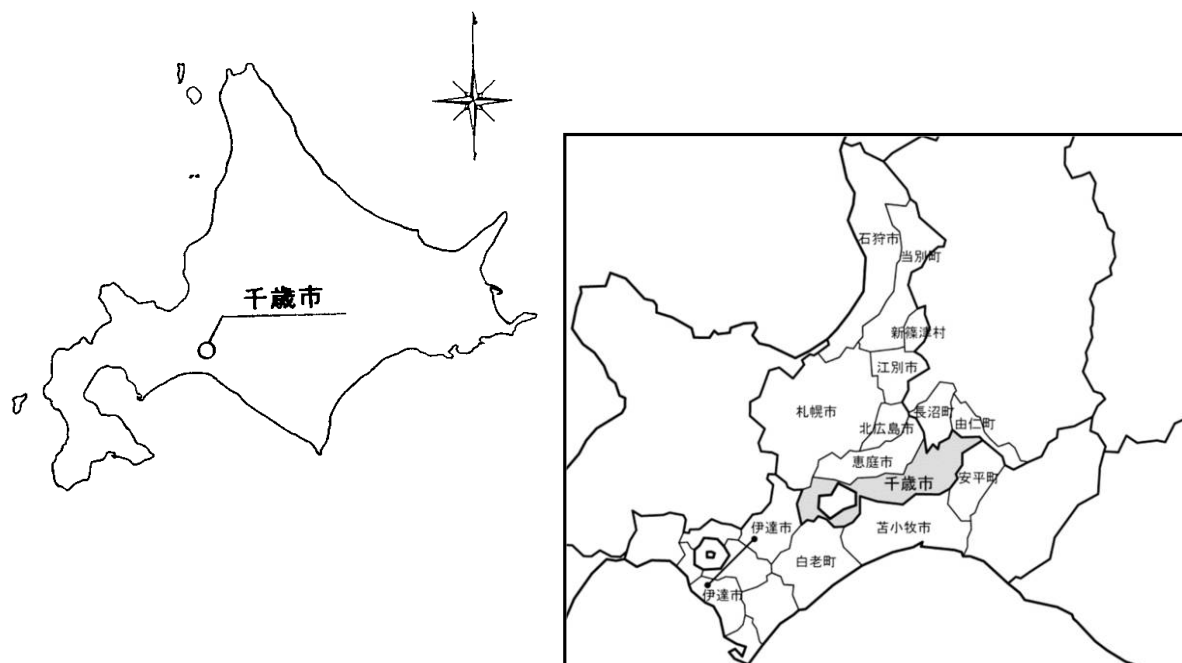 千歳市
石狩市
当別町
新篠津村
江別市
札幌市
長沼町
北広島市
由仁町
恵庭市
千歳市
安平町
伊達市
苫小牧市
白老町
伊達市